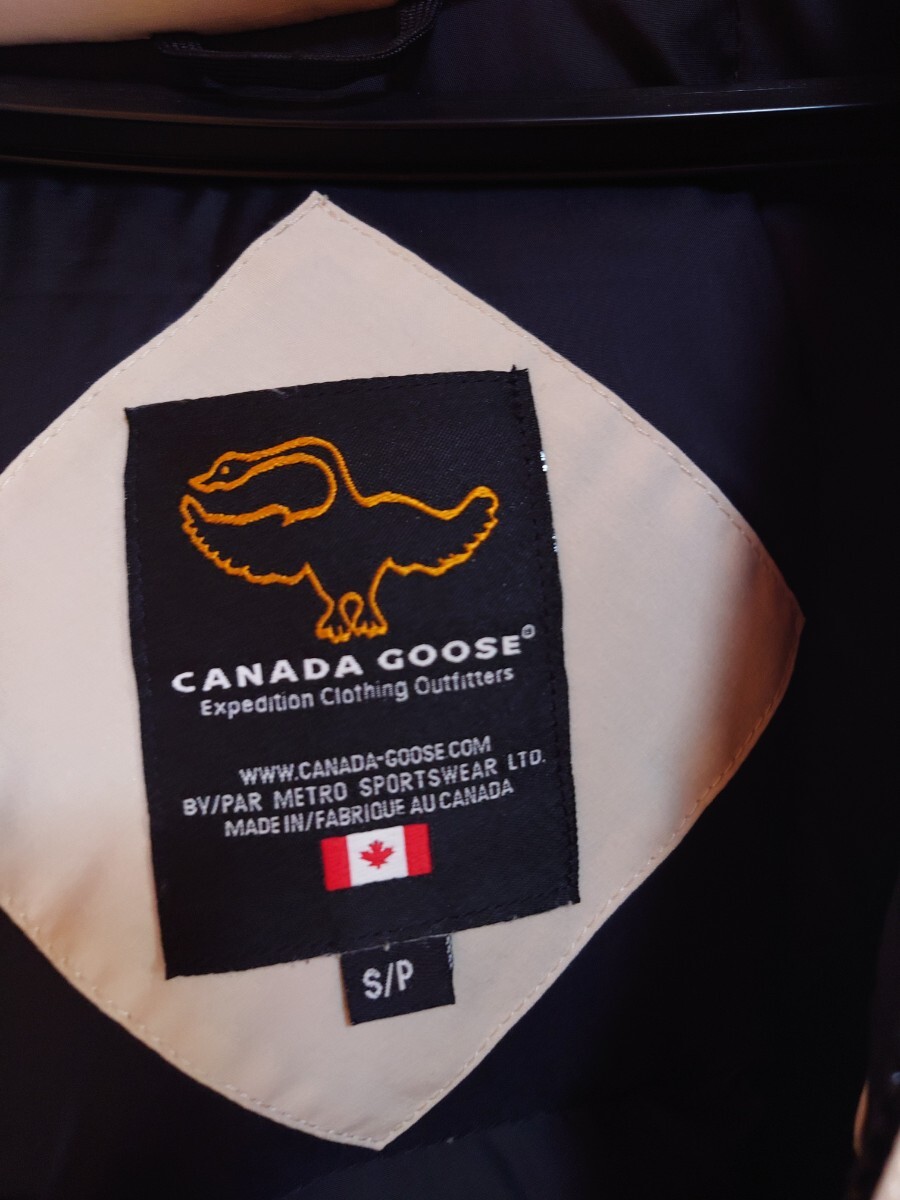 CANADA GOOSE®
Expedition Clothing Outfitters
WWW.CANADA-GOOSE.COM
BY/PAR METRO SPORTSWEAR LTD.
MADE IN/FABRIQUE AU CANADA
S/P